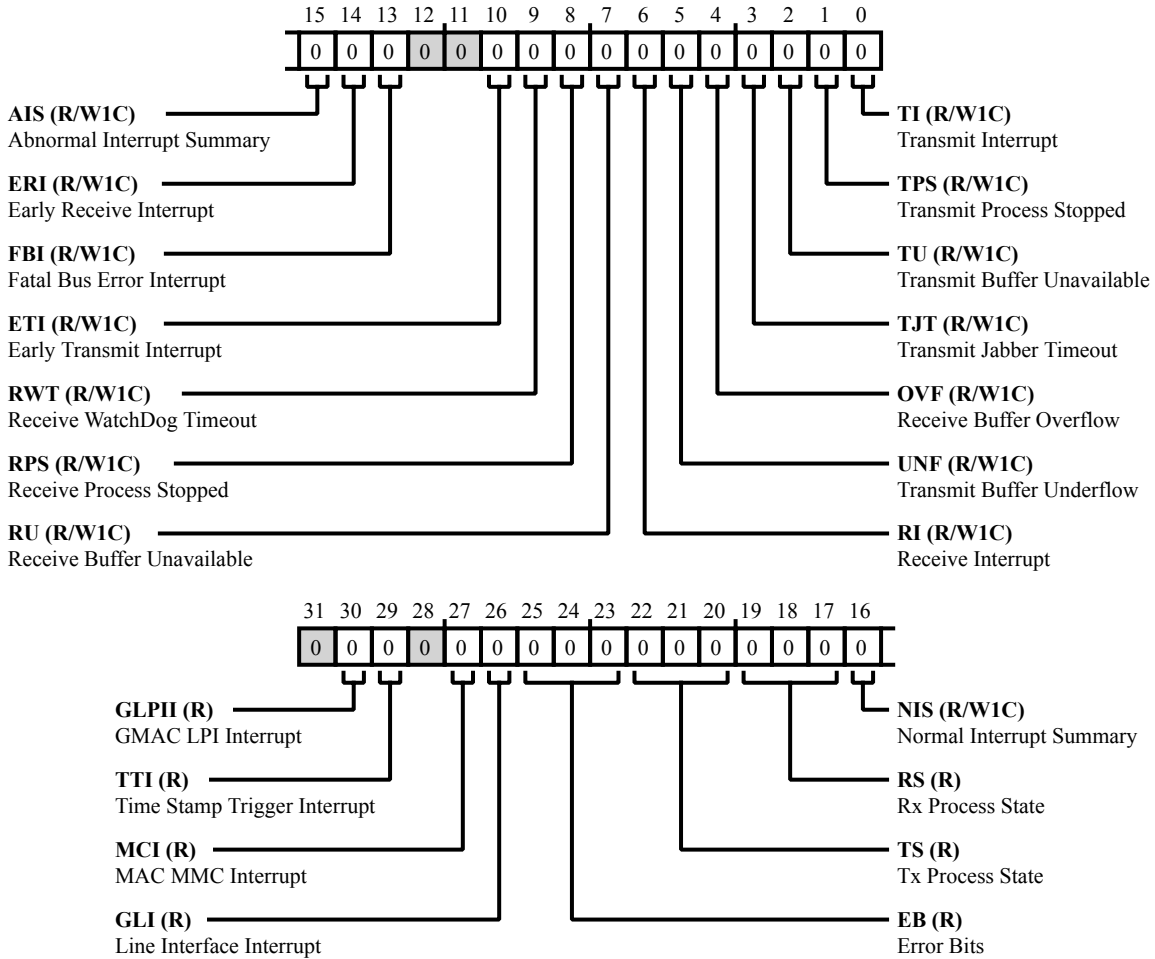 15 14 13 12 11 10 9 8 7 6 5 4 3 2 1 0
0 0 0 0 0 0 0 0 0 0 0 0 0 0 0 0
AIS (R/W1C)
Abnormal Interrupt Summary
ERI (R/W1C)
Early Receive Interrupt
FBI (R/W1C)
Fatal Bus Error Interrupt
ETI (R/W1C)
Early Transmit Interrupt
RWT (R/W1C)
Receive WatchDog Timeout
RPS (R/W1C)
Receive Process Stopped
RU (R/W1C)
Receive Buffer Unavailable
TI (R/W1C)
Transmit Interrupt
TPS (R/W1C)
Transmit Process Stopped
TU (R/W1C)
Transmit Buffer Unavailable
TJT (R/W1C)
Transmit Jabber Timeout
OVF (R/W1C)
Receive Buffer Overflow
UNF (R/W1C)
Transmit Buffer Underflow
RI (R/W1C)
Receive Interrupt
31 30 29 28 27 26 25 24 23 22 21 20 19 18 17 16
0 0 0 0 0 0 0 0 0 0 0 0 0 0 0 0
GLPII (R)
GMAC LPI Interrupt
TTI (R)
Time Stamp Trigger Interrupt
MCI (R)
MAC MMC Interrupt
GLI (R)
Line Interface Interrupt
NIS (R/W1C)
Normal Interrupt Summary
RS (R)
Rx Process State
TS (R)
Tx Process State
EB (R)
Error Bits